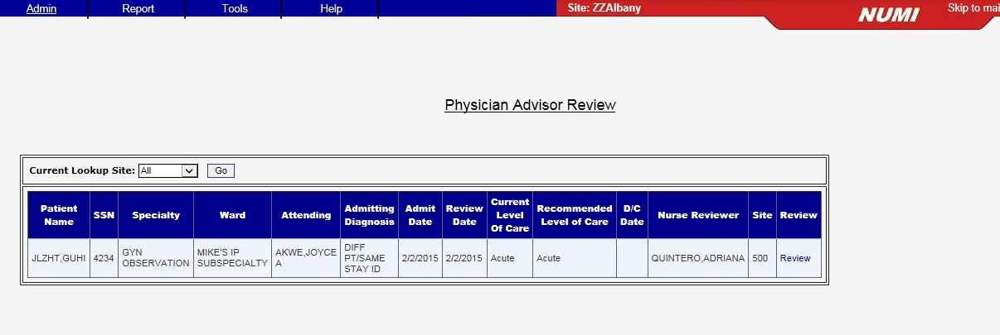 Admin Report Tools Help Site: ZZAlbany NUMI Skip to mai
Physician Advisor Review
Current Lookup Site: All Go
Patient Name SSN Specialty Ward Attending Admitting Diagnosis Admit Date Review Date Current Level Of Care Recommended Level of Care D/C Date Nurse Reviewer Site Review
JLZHT,GUHI 4234 GYN OBSERVATION MIKE'S IP SUBSPECIALTY AKWE,JOYCE A DIFF PT/SAME STAY ID 2/2/2015 2/2/2015 Acute Acute QUINTERO,ADRIANA 500 Review